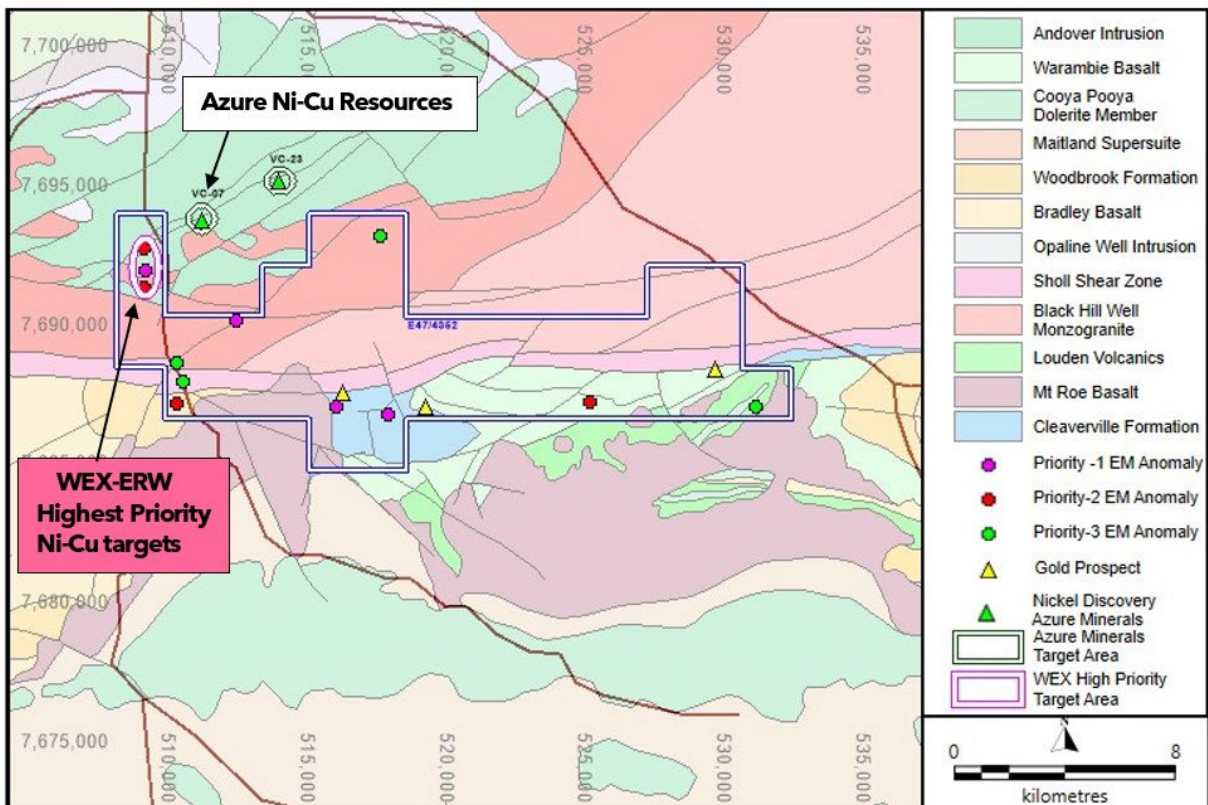 7,700,000
510,000
515,000
520,000
525,000
530,000
535,000
Azure Ni-Cu Resources
VC-23
7,695,000
VC-07
7,690,000
E47/4352
WEX-ERW
Highest Priority
Ni-Cu targets
7,680,000
7,675,000
510,000
515,000
520,000
525,000
530,000
535,000
Andover Intrusion
Warambie Basalt
Cooya Pooya
Dolerite Member
Maitland Supersuite
Woodbrook Formation
Bradley Basalt
Opaline Well Intrusion
Sholl Shear Zone
Black Hill Well
Monzogranite
Louden Volcanics
Mt Roe Basalt
Cleaverville Formation
Priority -1 EM Anomaly
Priority-2 EM Anomaly
Priority-3 EM Anomaly
Gold Prospect
Nickel Discovery
Azure Minerals
Azure Minerals
Target Area
WEX High Priority
Target Area
N
0
8
kilometres